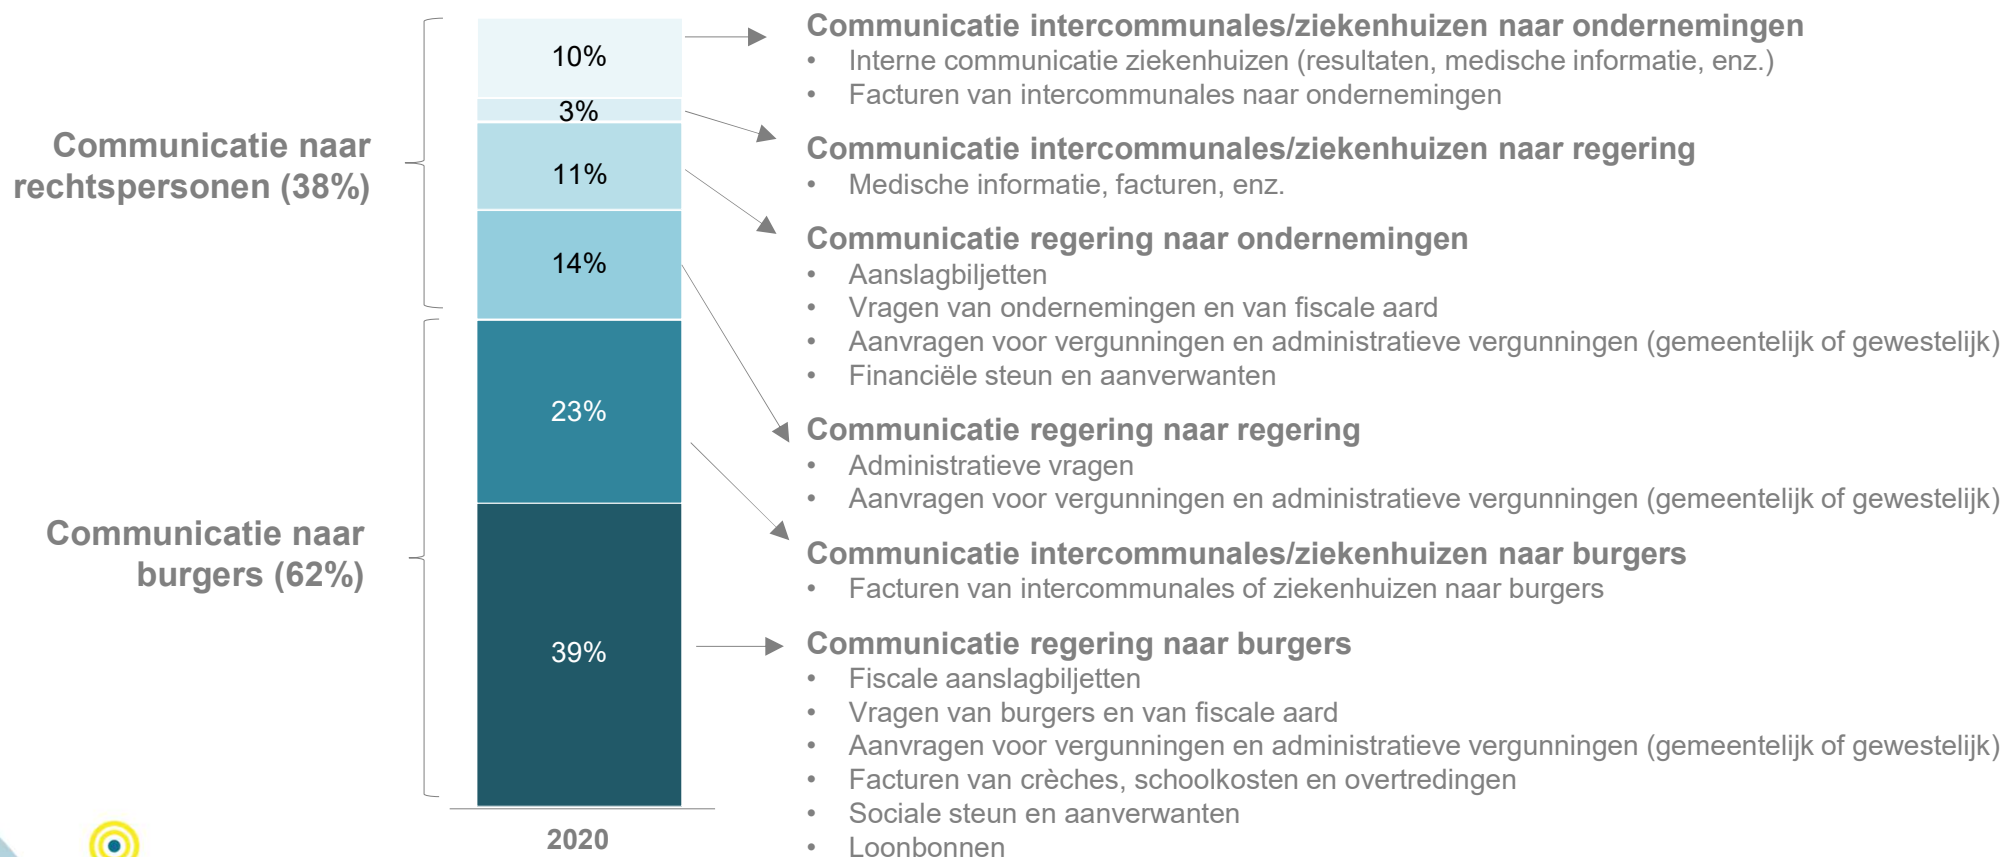 Communicatie naar
rechtspersonen (38%)
Communicatie naar
burgers (62%)
10%
3%
11%
14%
23%
39%
2020
Communicatie intercommunales/ziekenhuizen naar ondernemingen
• Interne communicatie ziekenhuizen (resultaten, medische informatie, enz.)
• Facturen van intercommunales naar ondernemingen
Communicatie intercommunales/ziekenhuizen naar regering
• Medische informatie, facturen, enz.
Communicatie regering naar ondernemingen
• Aanslagbiljetten
• Vragen van ondernemingen en van fiscale aard
• Aanvragen voor vergunningen en administratieve vergunningen (gemeentelijk of gewestelijk)
• Financiële steun en aanverwanten
Communicatie regering naar regering
• Administratieve vragen
• Aanvragen voor vergunningen en administratieve vergunningen (gemeentelijk of gewestelijk)
Communicatie intercommunales/ziekenhuizen naar burgers
• Facturen van intercommunales of ziekenhuizen naar burgers
Communicatie regering naar burgers
• Fiscale aanslagbiljetten
• Vragen van burgers en van fiscale aard
• Aanvragen voor vergunningen en administratieve vergunningen (gemeentelijk of gewestelijk)
• Facturen van crèches, schoolkosten en overtredingen
• Sociale steun en aanverwanten
• Loonbonnen